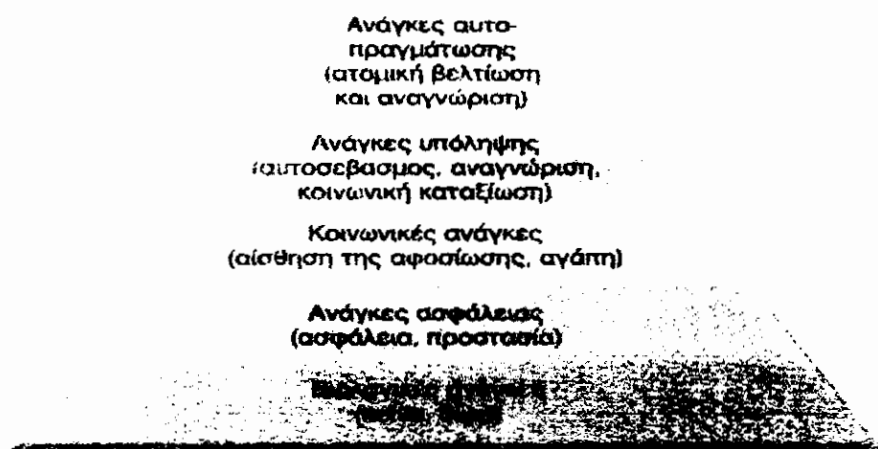 Ανάγκες αυτο-
πραγμάτωσης
(ατομική βελτίωση
και αναγνώριση)
Ανάγκες υπόληψης
(αυτοσεβασμος, αναγνώριση,
κοινωνική καταξίωση)
Κοινωνικές ανάγκες
(αίσθηση της αφοσίωσης, αγάπη)
Ανάγκες ασφάλειας
(ασφάλεια, προστασία)